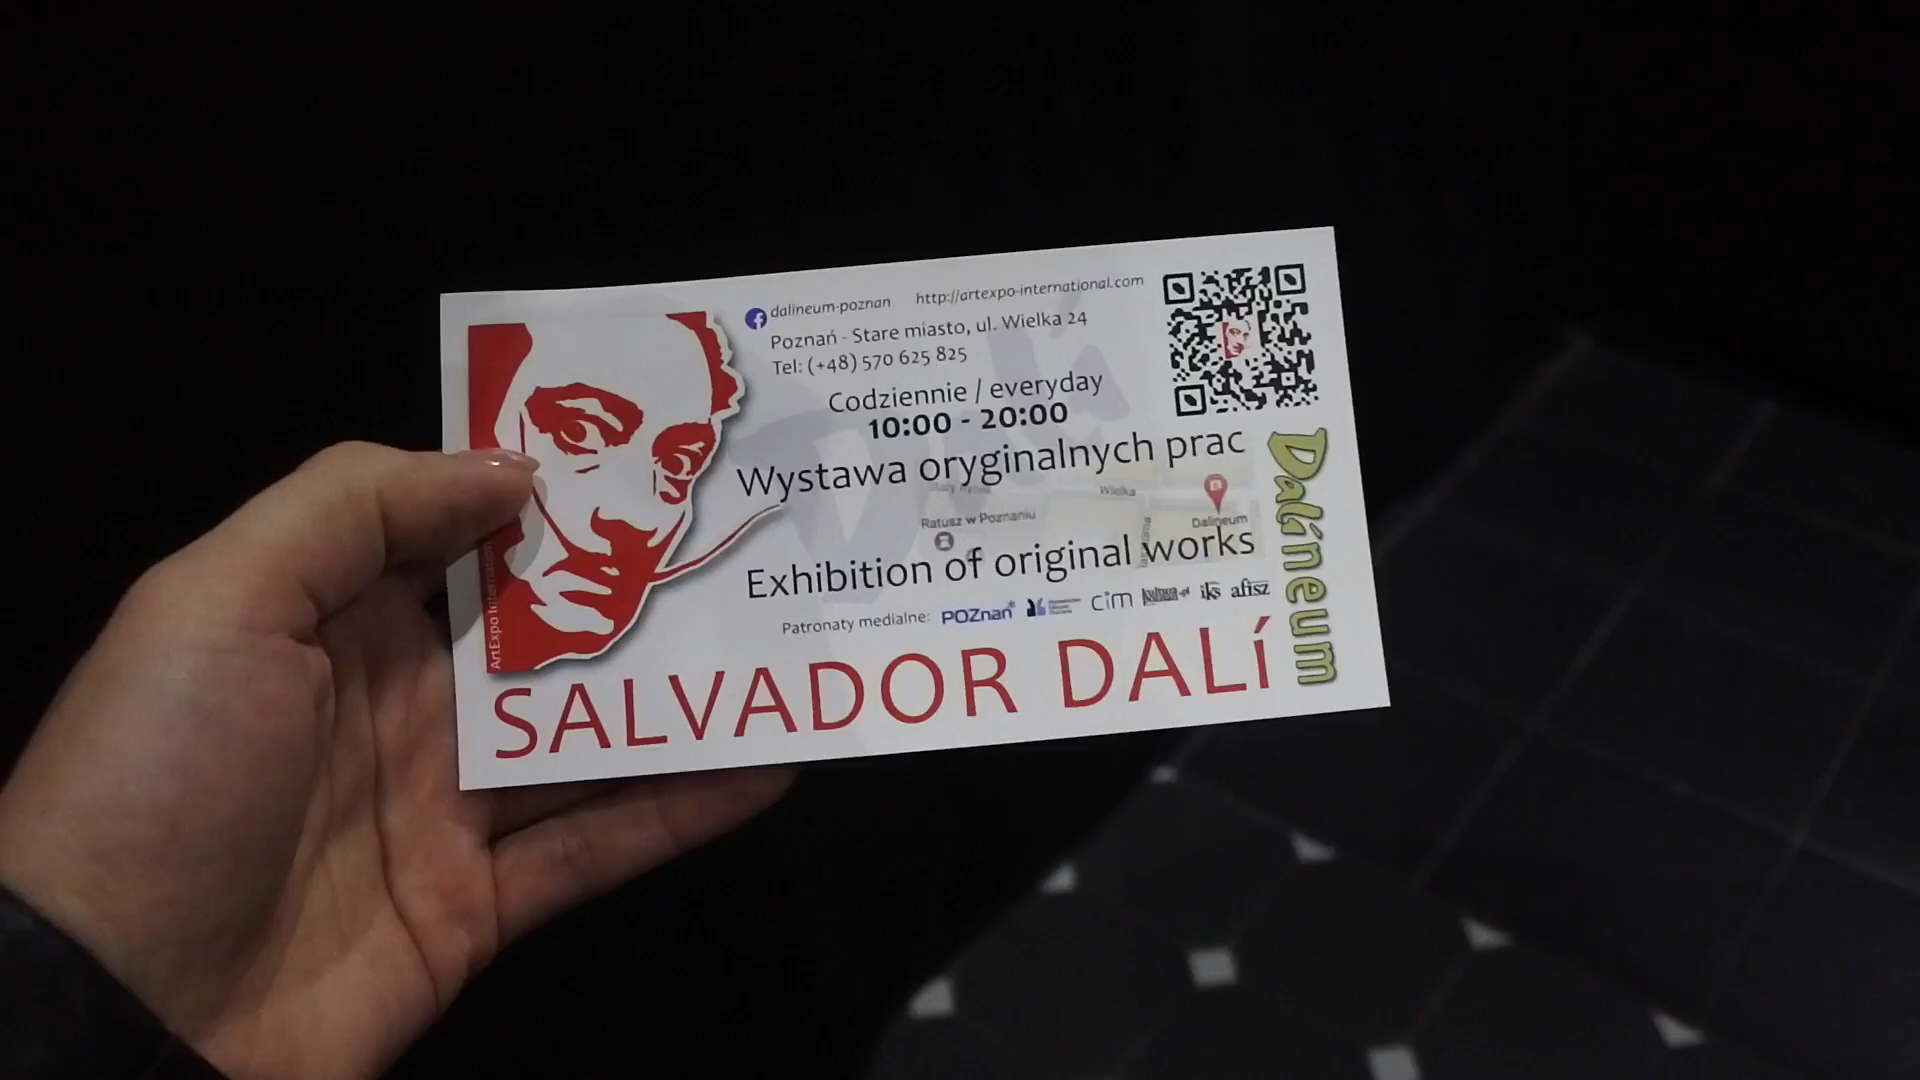 dalineum-poznan http://artexpo-international.com
Poznań - Stare miasto, ul. Wielka 24
Tel: (+48) 570 625 825
Codziennie / everyday
10:00 - 20:00
Wystawa oryginalnych prac
Wielka
Ratusz w Poznaniu
Dalineum
Exhibition of original works
Patronaty medialne: POZnań* CIM iks afisz
SALVADOR DALí
Dalíneum
ArtExpo Internation